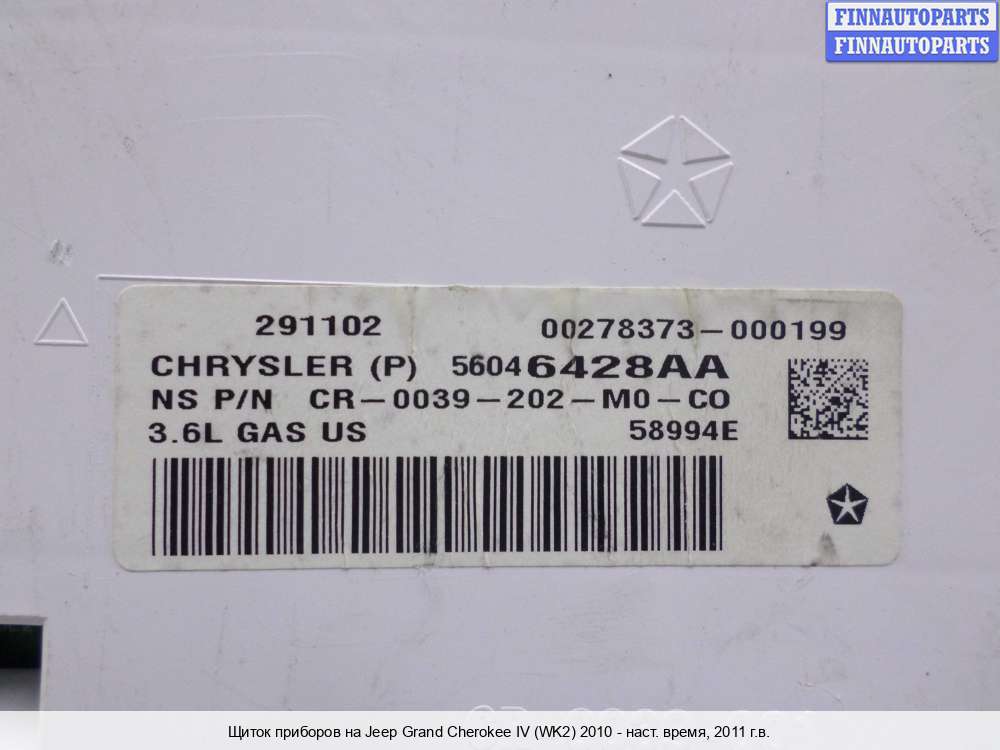 FINNAUTOPARTS
FINNAUTOPARTS
291102 00278373-000199
CHRYSLER (P) 56046428AA
NS P/N CR-0039-202-M0-CO
3.6L GAS US 58994E
Щиток приборов на Jeep Grand Cherokee IV (WK2) 2010 - наст. время, 2011 г.в.